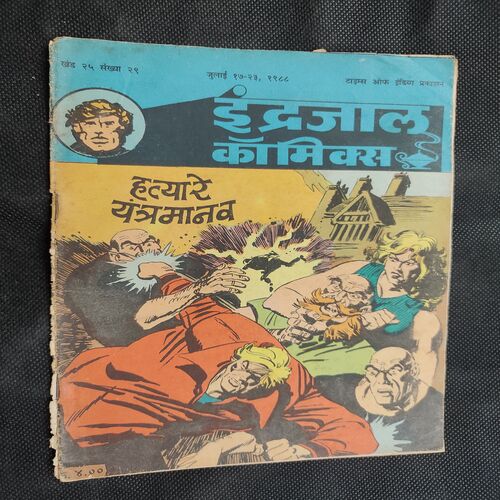 खंड २५ संख्या २९
जुलाई १७-२३, १९८८
टाइम्स ऑफ इंडिया प्रकाशन
इंद्रजाल
कॉमिक्स
हत्यारे
यंत्रमानव
४.००